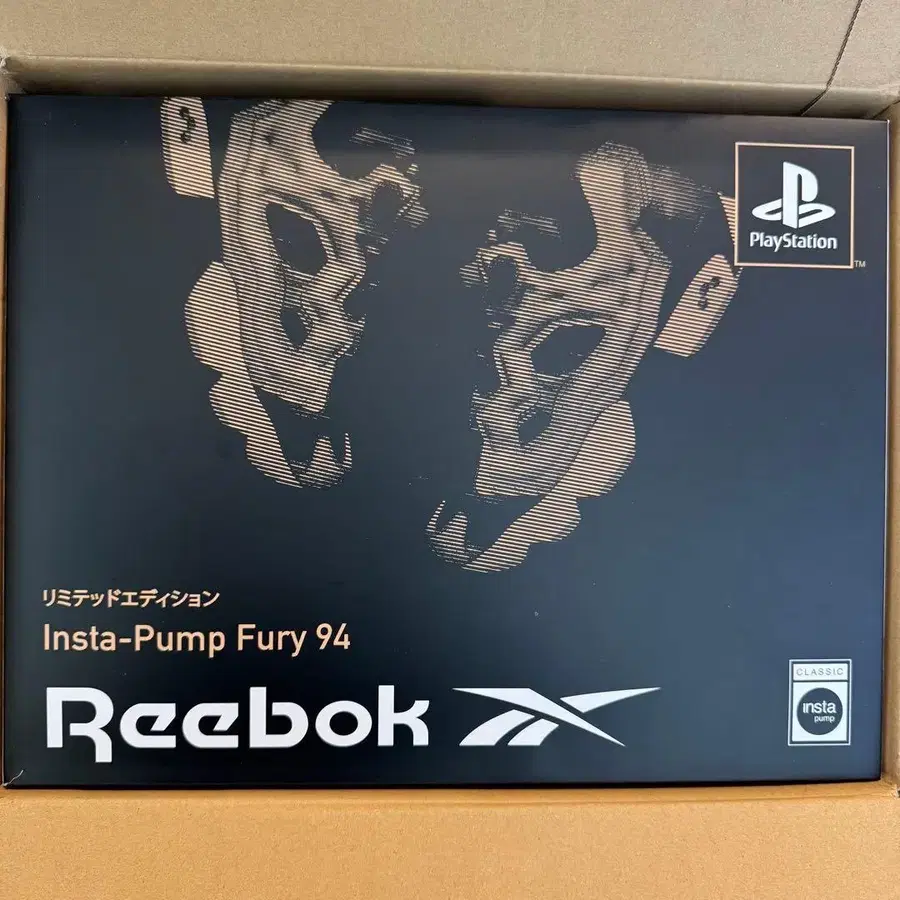 PlayStation
TM
リミテッドエディション
Insta-Pump Fury 94
Reebok
CLASSIC
insta
pump